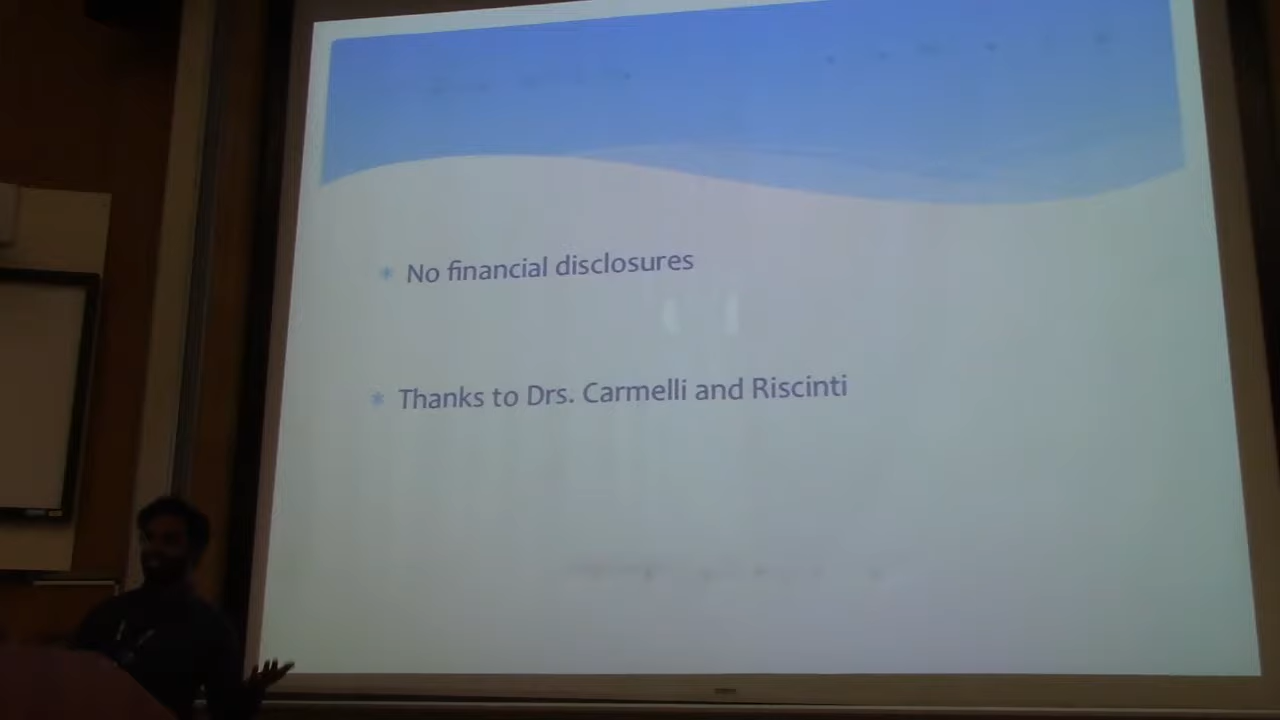 * No financial disclosures
* Thanks to Drs. Carmelli and Riscinti